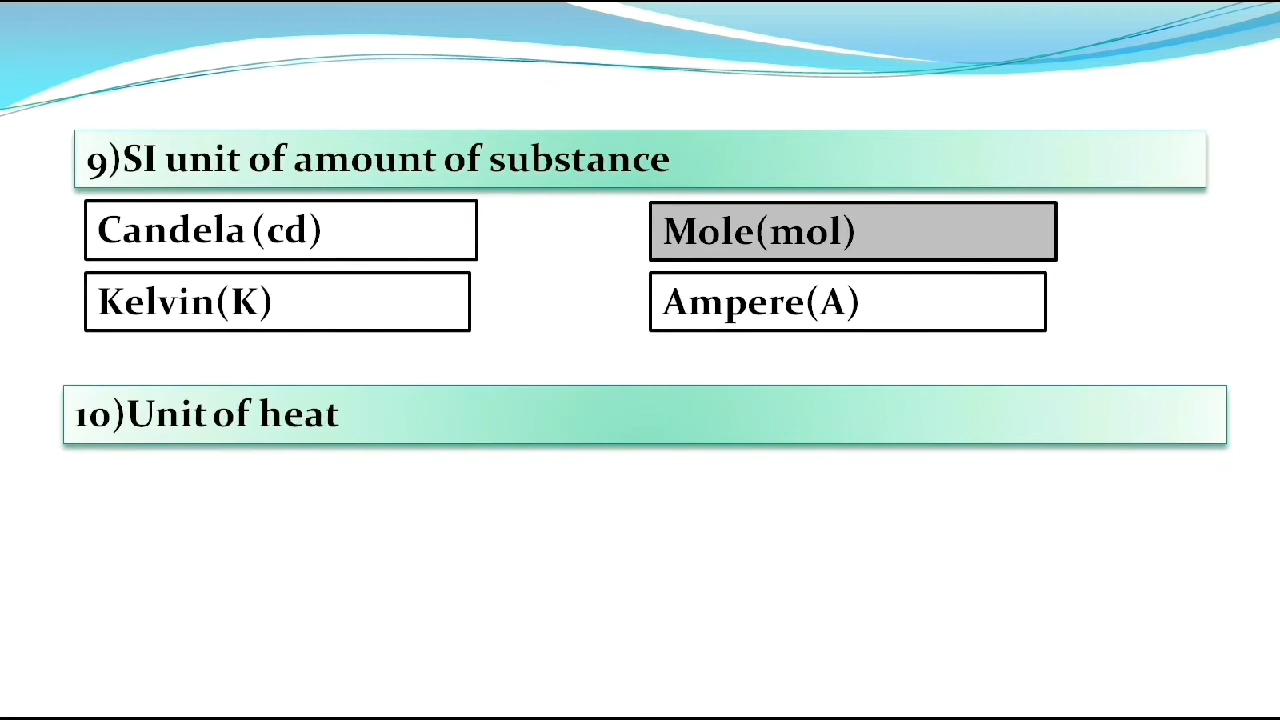 9)SI unit of amount of substance
Candela (cd)
Mole(mol)
Kelvin(K)
Ampere(A)
10)Unit of heat